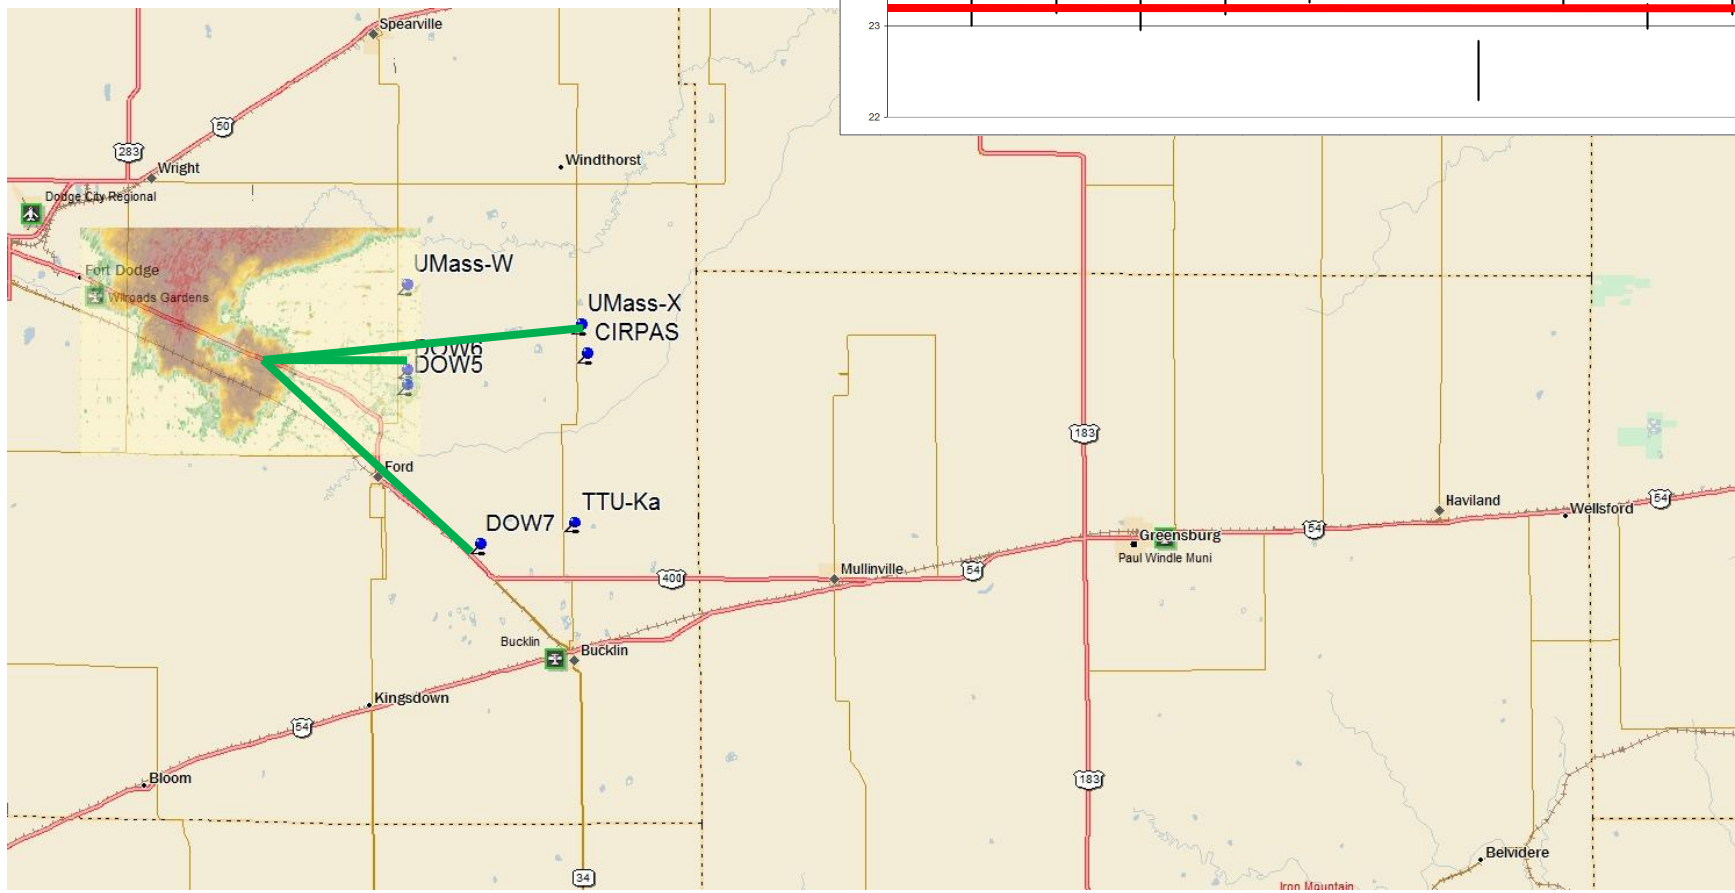 Spearville
23
22
50
283
Wright
Windthorst
Dodge City Regional
UMass-W
Fort Dodge
Wilroads Gardens
UMass-X
CIRPAS
DOW6
DOW5
183
Ford
TTU-Ka
DOW7
Haviland
Wellsford
54
54
Greensburg
Paul Windle Muni
Mullinville
54
400
Bucklin
Bucklin
Kingsdown
54
Bloom
183
Belvidere
34
Iron Mountain